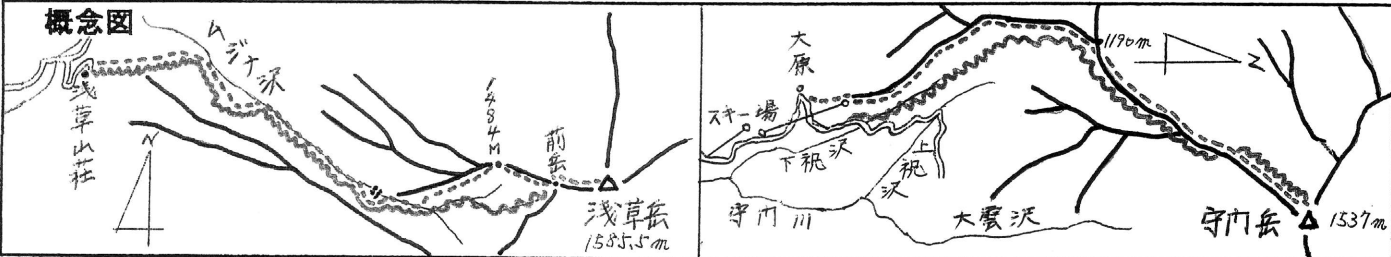 概念図
ムジナ沢
浅草山荘
N
1484M
前岳
浅草岳
1585.5m
大原
スキー場
下祝沢
上祝沢
守門川
大雲沢
1190m
N
守門岳
1537m